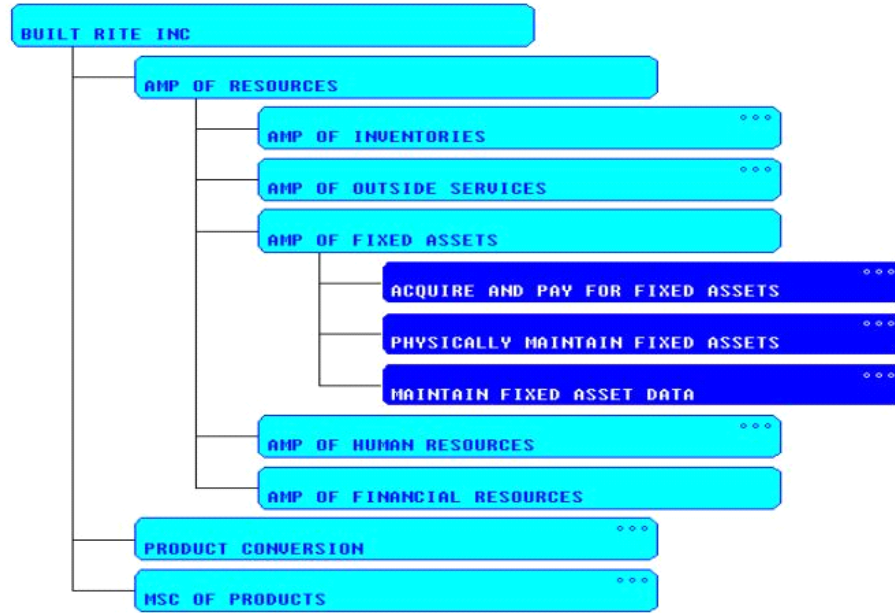 BUILT RITE INC
AMP OF RESOURCES
AMP OF INVENTORIES
AMP OF OUTSIDE SERVICES
AMP OF FIXED ASSETS
ACQUIRE AND PAY FOR FIXED ASSETS
PHYSICALLY MAINTAIN FIXED ASSETS
MAINTAIN FIXED ASSET DATA
AMP OF HUMAN RESOURCES
AMP OF FINANCIAL RESOURCES
PRODUCT CONVERSION
MSC OF PRODUCTS